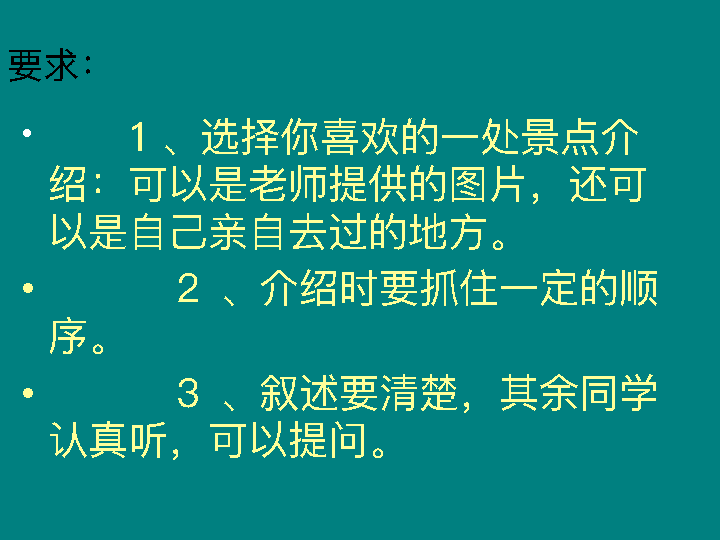 要求：
• 1、选择你喜欢的一处景点介
绍：可以是老师提供的图片，还可
以是自己亲自去过的地方。
• 2 、介绍时要抓住一定的顺
序。
• 3 、叙述要清楚，其余同学
认真听，可以提问。